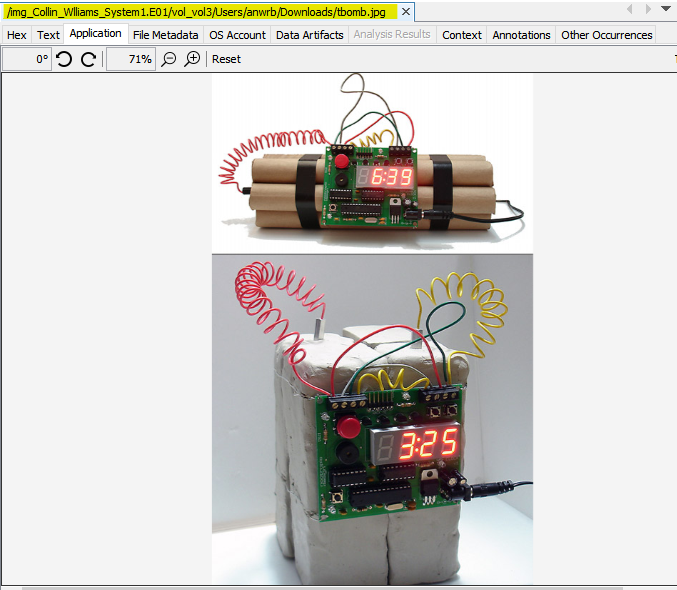 /img_Collin_Wlliams_System1.E01/vol_vol3/Users/anwrb/Downloads/tbomb.jpg
Hex Text Application File Metadata OS Account Data Artifacts Analysis Results Context Annotations Other Occurrences
0° 71% Reset
6:39
3:25